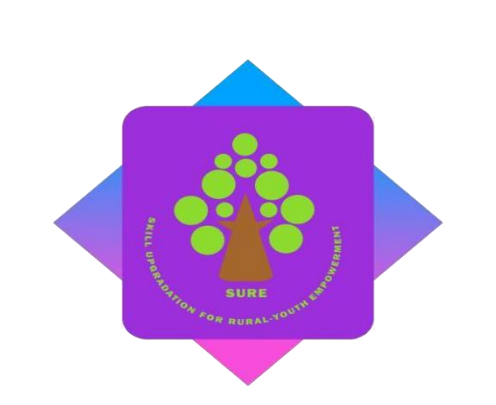 SURE
SKILL UPGRADATION FOR RURAL-YOUTH EMPOWERMENT